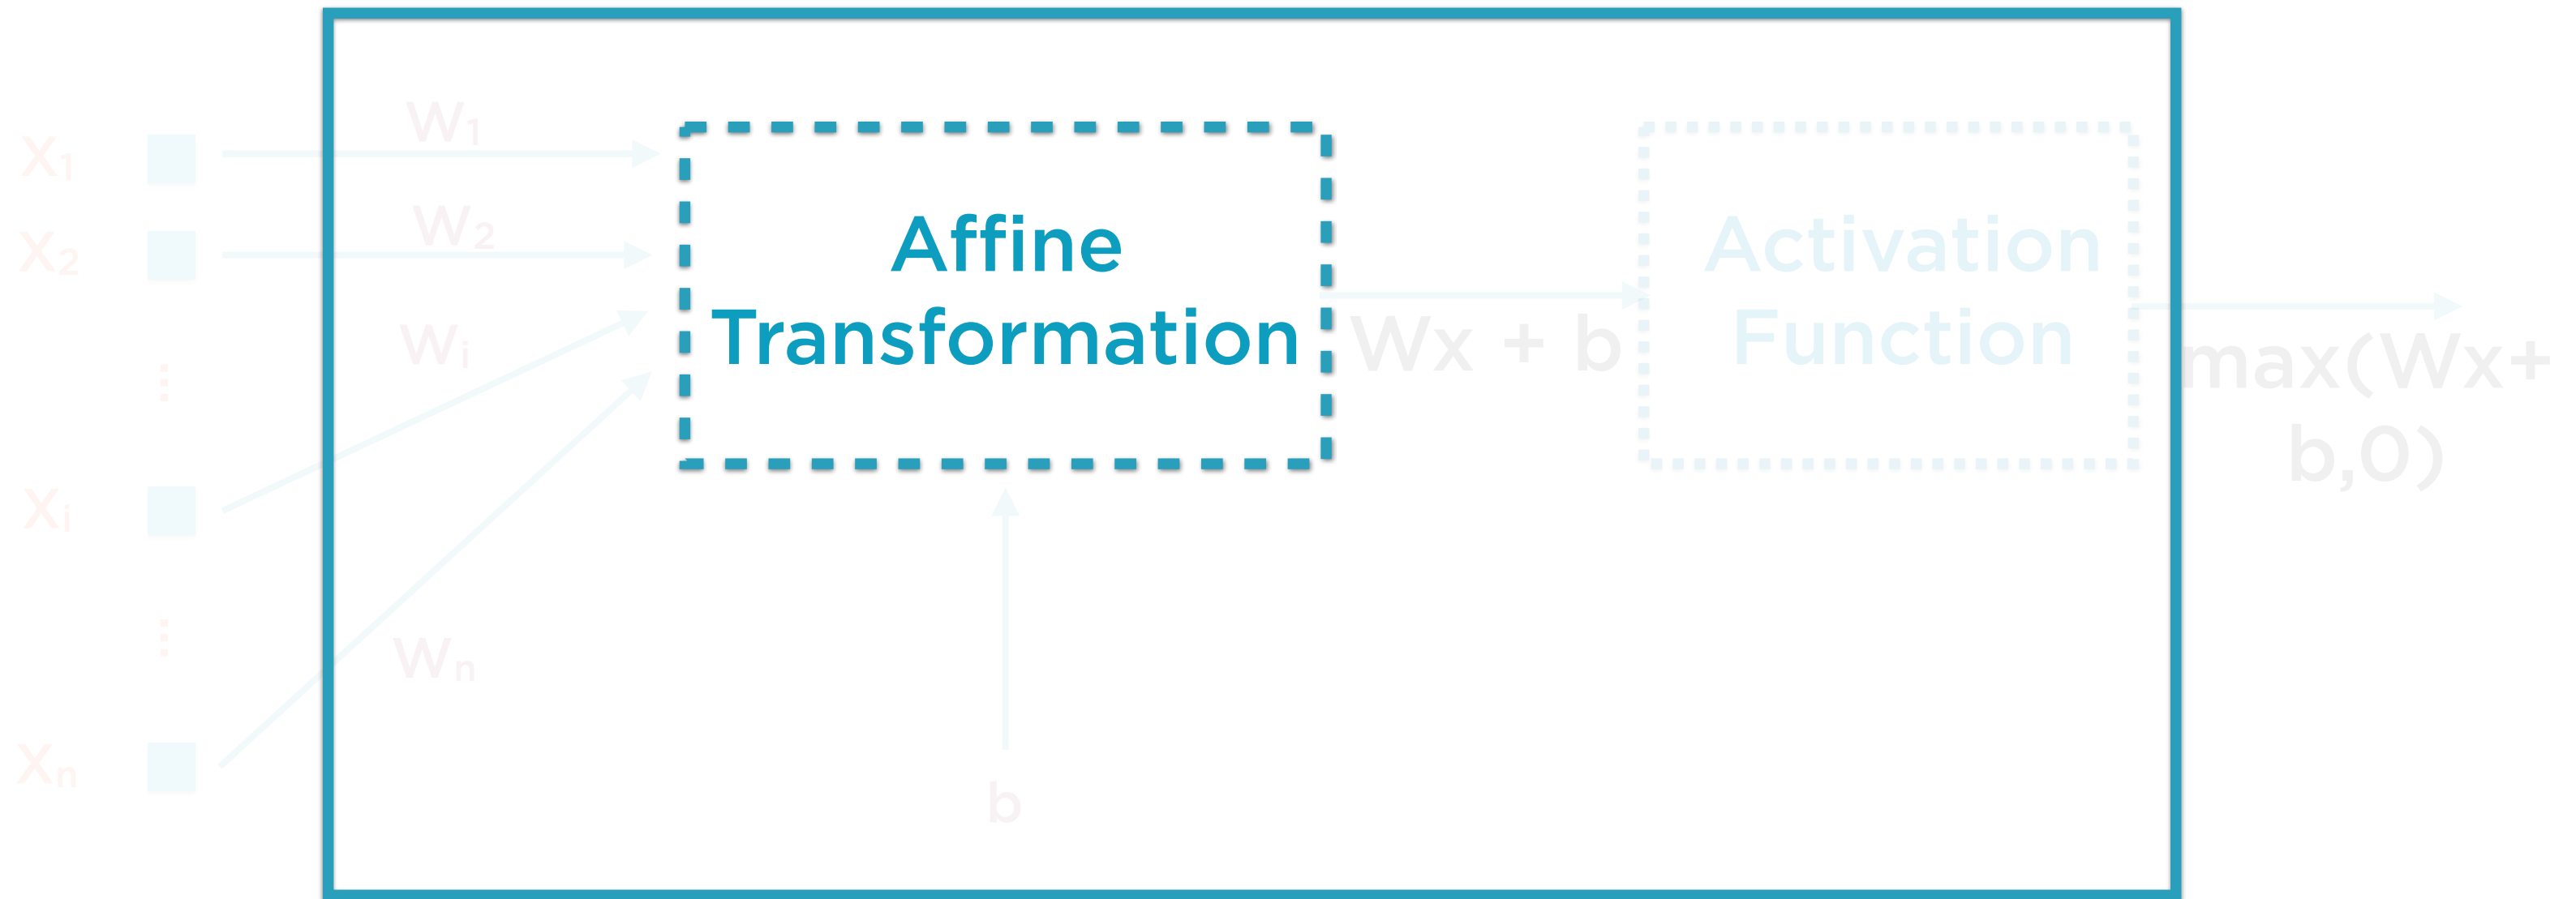 W₁
X₁
W₂
X₂
Affine
Transformation
Activation
Function
Wᵢ
Wx + b
max(Wx+
b,0)
Xᵢ
Wₙ
Xₙ
b